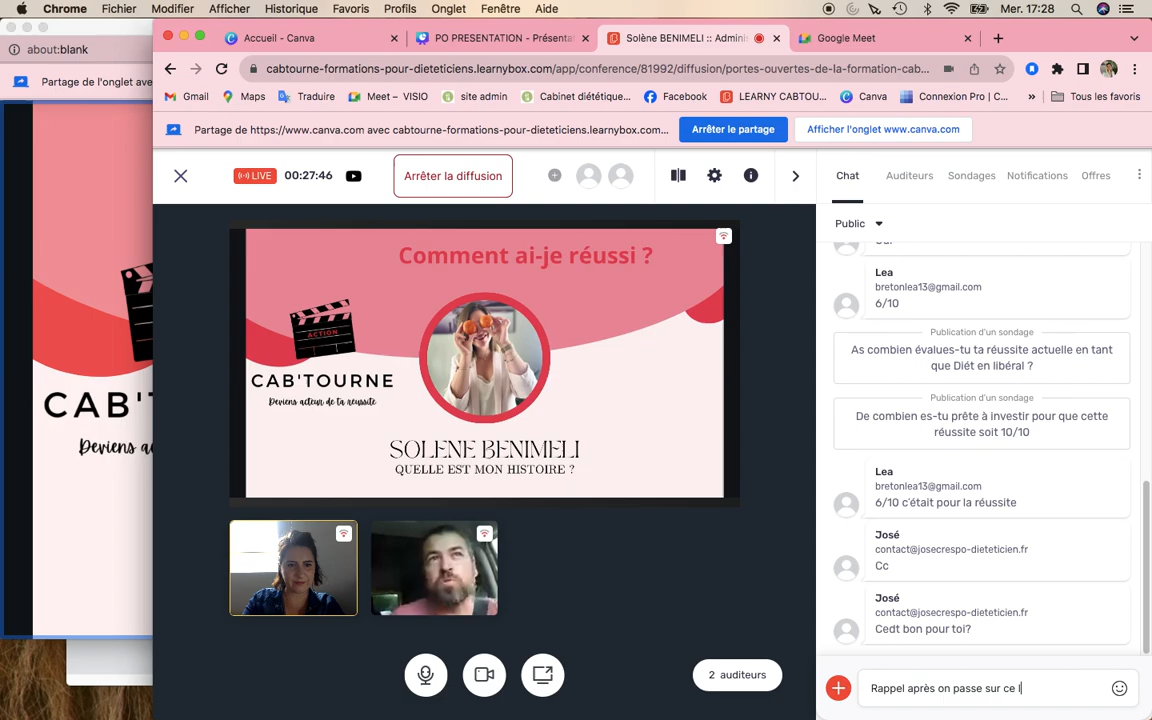 Chrome Fichier Modifier Afficher Historique Favoris Profils Onglet Fenêtre Aide Mer. 17:28
about:blank
Partage de l'onglet ave
CAB'T
Deviens ac
Accueil - Canva
PO PRESENTATION - Présenta
Solène BENIMELI :: Admini
Google Meet
cabtourne-formations-pour-dieteticiens.learnybox.com/app/conference/81992/diffusion/portes-ouvertes-de-la-formation-cab...
Gmail Maps Traduire Meet – VISIO site admin Cabinet diététique... Facebook LEARNY CABTOU... Canva Connexion Pro | C... » Tous les favoris
Partage de https://www.canva.com avec cabtourne-formations-pour-dieteticiens.learnybox.com...
Arrêter le partage
Afficher l'onglet www.canva.com
LIVE 00:27:46
Arrêter la diffusion
Comment ai-je réussi ?
ACTION
CAB'TOURNE
Deviens acteur de ta réussite
SOLENE BENIMELI
QUELLE EST MON HISTOIRE ?
2 auditeurs
Chat Auditeurs Sondages Notifications Offres
Public
Lea
bretonlea13@gmail.com
6/10
Publication d'un sondage
As combien évalues-tu ta réussite actuelle en tant
que Diét en libéral ?
Publication d'un sondage
De combien es-tu prête à investir pour que cette
réussite soit 10/10
Lea
bretonlea13@gmail.com
6/10 c'était pour la réussite
José
contact@josecrespo-dieteticien.fr
Cc
José
contact@josecrespo-dieteticien.fr
Cedt bon pour toi?
Rappel après on passe sur ce l